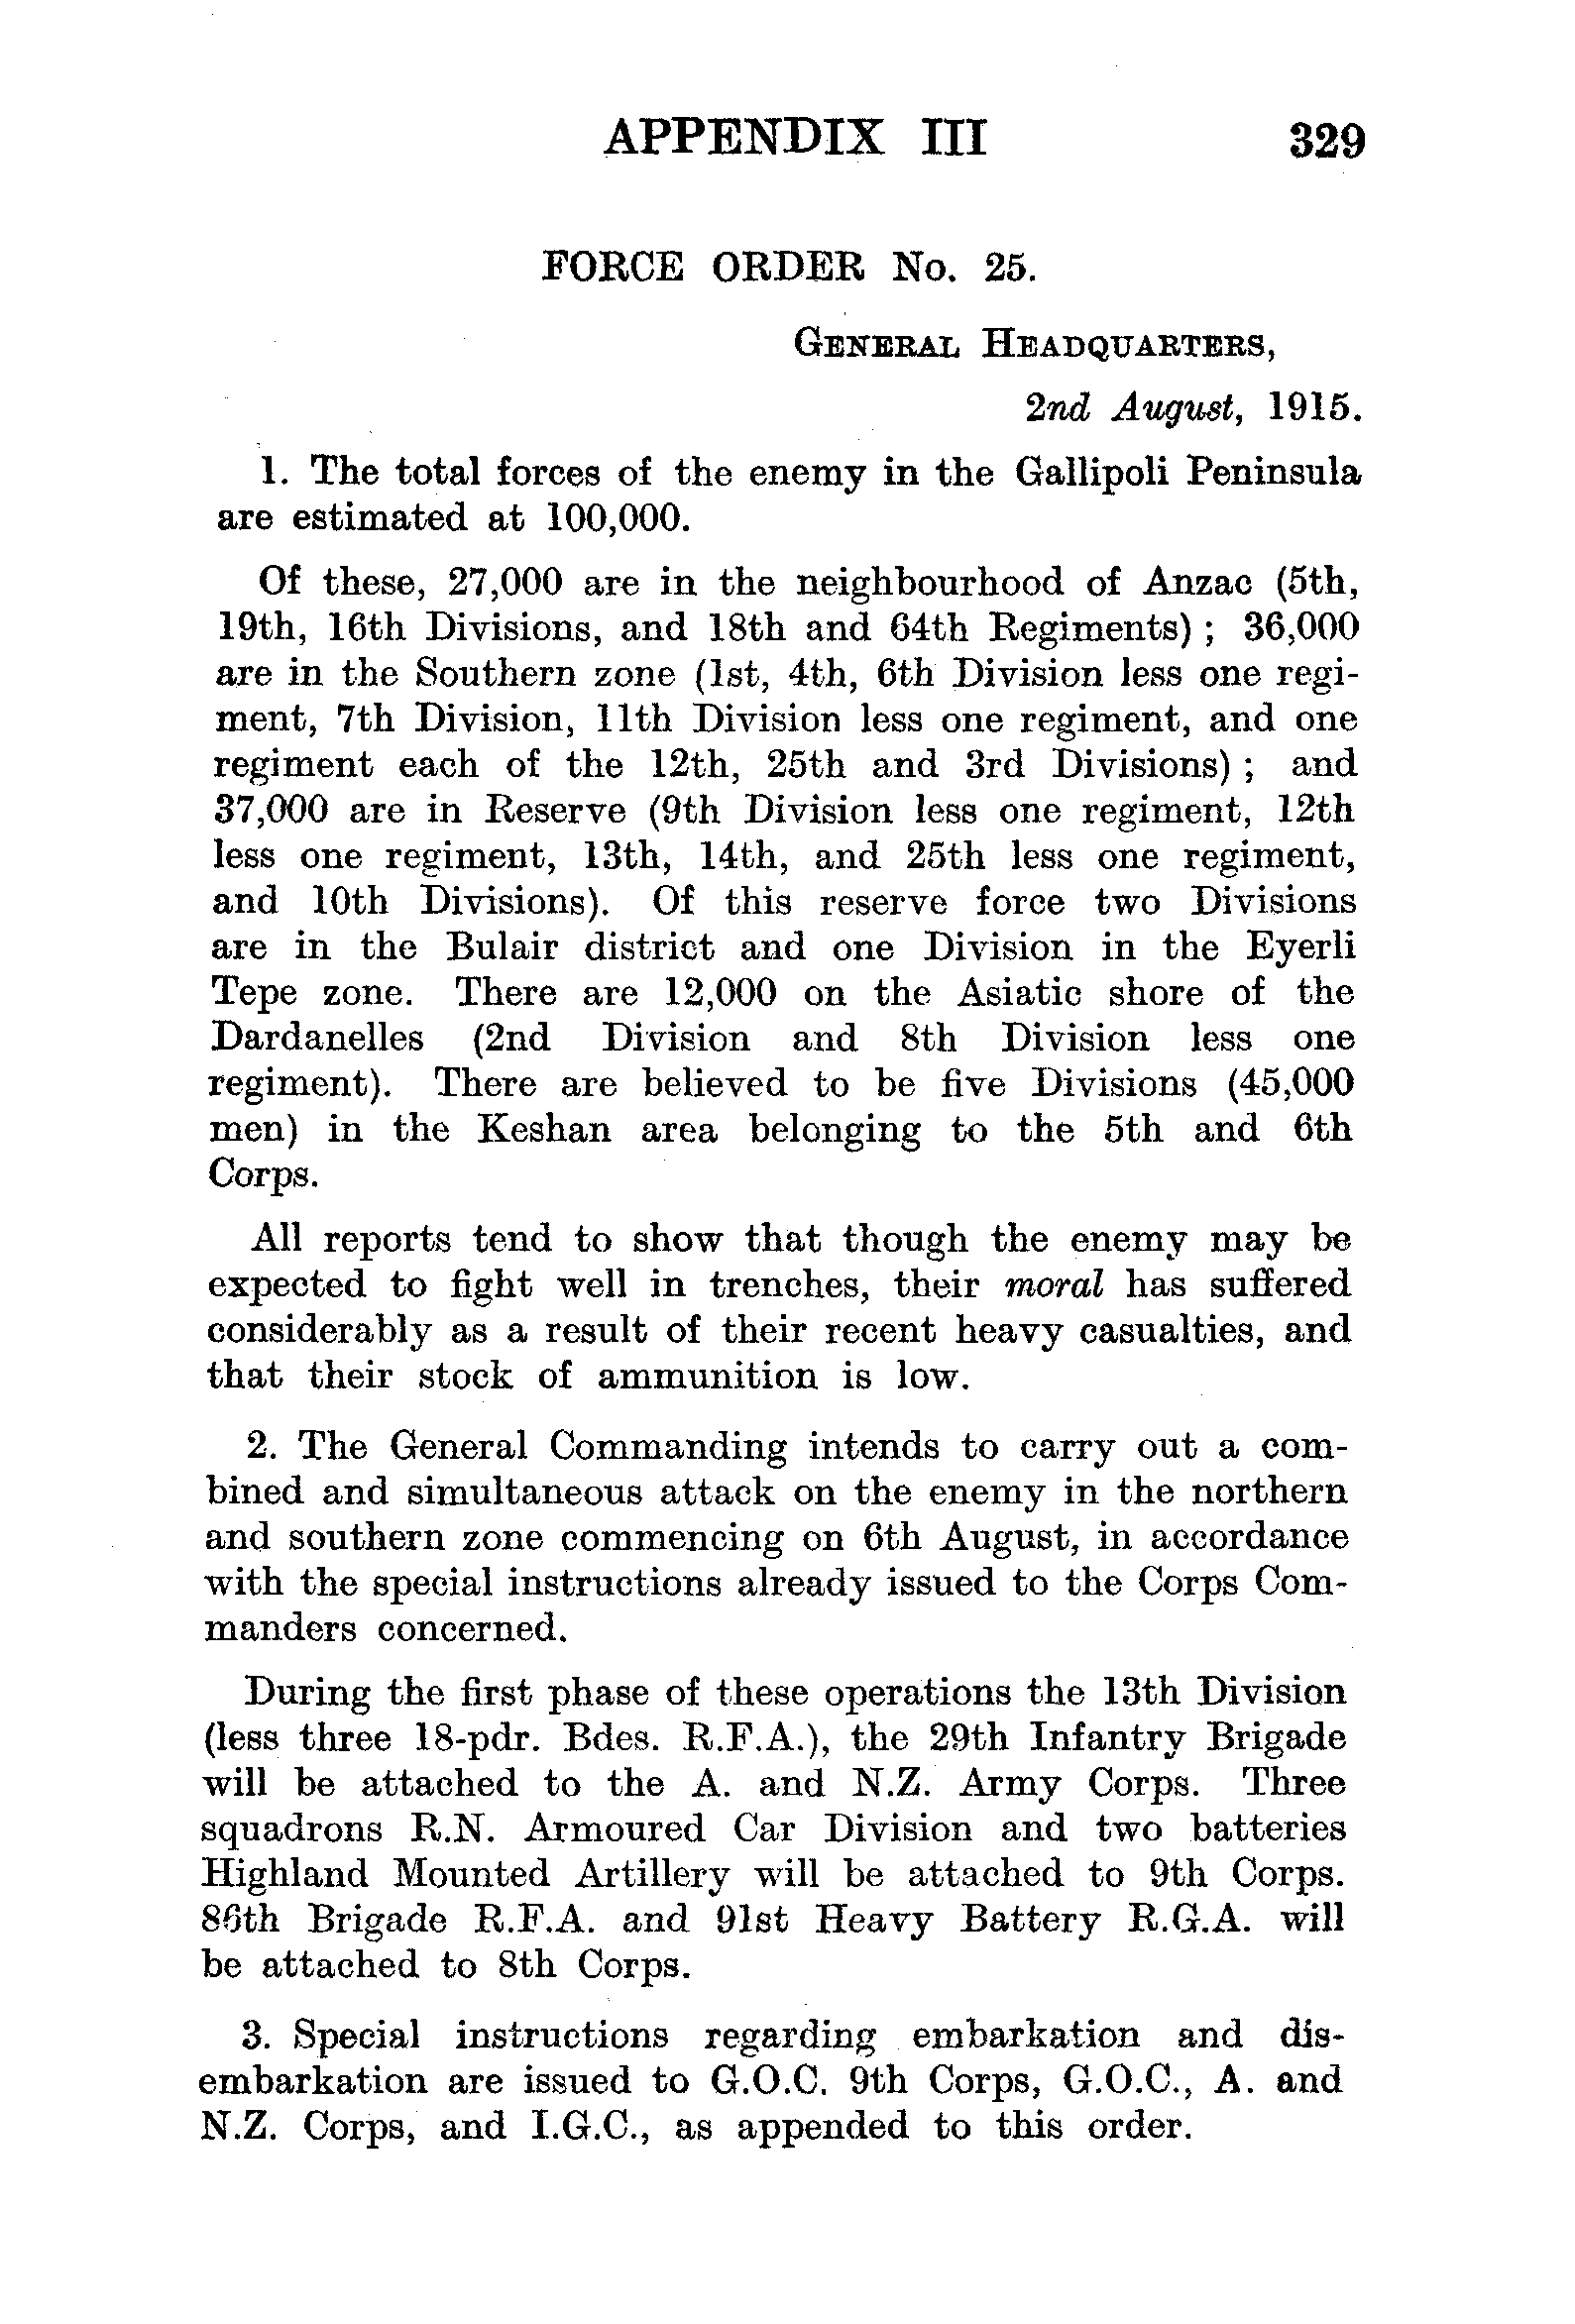 APPENDIX III 329
FORCE ORDER No. 25.
GENERAL HEADQUARTERS,
2nd August, 1915.
1. The total forces of the enemy in the Gallipoli Peninsula
are estimated at 100,000.
Of these, 27,000 are in the neighbourhood of Anzac (5th,
19th, 16th Divisions, and 18th and 64th Regiments) ; 36,000
are in the Southern zone (1st, 4th, 6th Division less one regi-
ment, 7th Division, 11th Division less one regiment, and one
regiment each of the 12th, 25th and 3rd Divisions) ; and
37,000 are in Reserve (9th Division less one regiment, 12th
less one regiment, 13th, 14th, and 25th less one regiment,
and 10th Divisions). Of this reserve force two Divisions
are in the Bulair district and one Division in the Eyerli
Tepe zone. There are 12,000 on the Asiatic shore of the
Dardanelles (2nd Division and 8th Division less one
regiment). There are believed to be five Divisions (45,000
men) in the Keshan area belonging to the 5th and 6th
Corps.
All reports tend to show that though the enemy may be
expected to fight well in trenches, their moral has suffered
considerably as a result of their recent heavy casualties, and
that their stock of ammunition is low.
2. The General Commanding intends to carry out a com-
bined and simultaneous attack on the enemy in the northern
and southern zone commencing on 6th August, in accordance
with the special instructions already issued to the Corps Com-
manders concerned.
During the first phase of these operations the 13th Division
(less three 18-pdr. Bdes. R.F.A.), the 29th Infantry Brigade
will be attached to the A. and N.Z. Army Corps. Three
squadrons R.N. Armoured Car Division and two batteries
Highland Mounted Artillery will be attached to 9th Corps.
86th Brigade R.F.A. and 91st Heavy Battery R.G.A. will
be attached to 8th Corps.
3. Special instructions regarding embarkation and dis-
embarkation are issued to G.O.C. 9th Corps, G.O.C., A. and
N.Z. Corps, and I.G.C., as appended to this order.